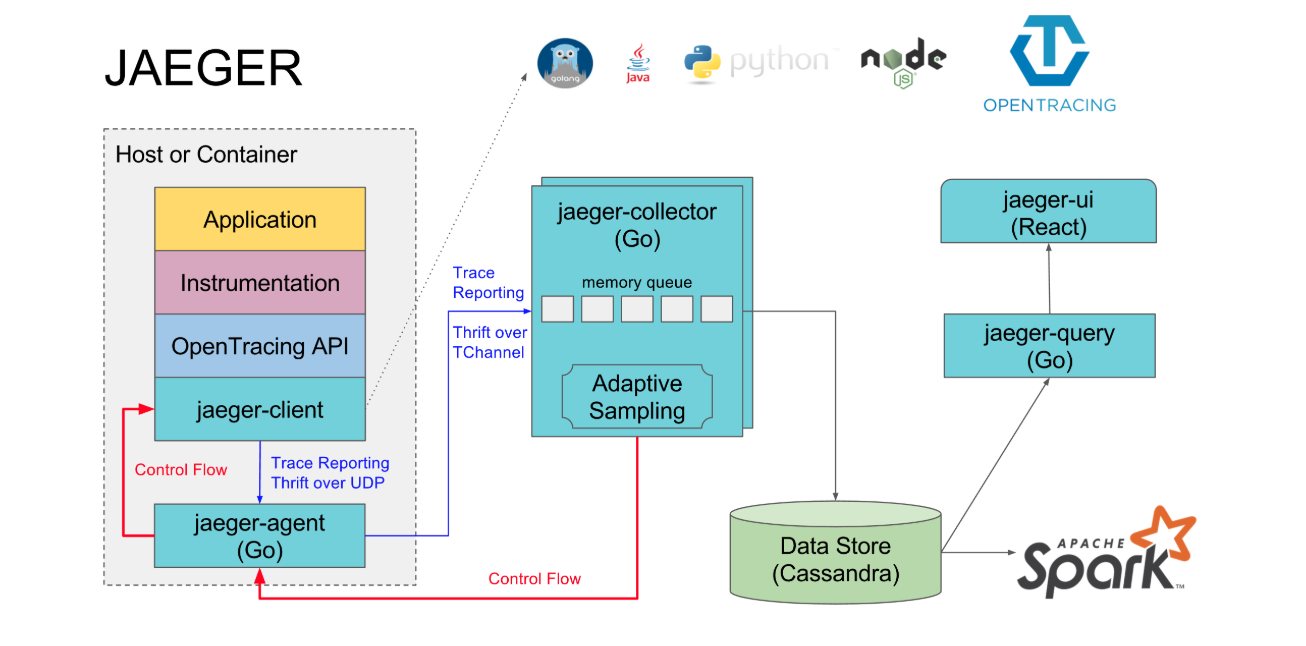 JAEGER
golang
Java
python
node
JS
OPENTRACING
Host or Container
Application
Instrumentation
OpenTracing API
jaeger-client
Control Flow
Trace Reporting
Thrift over UDP
jaeger-agent
(Go)
Trace
Reporting
Thrift over
TChannel
jaeger-collector
(Go)
memory queue
Adaptive
Sampling
Control Flow
Data Store
(Cassandra)
jaeger-ui
(React)
jaeger-query
(Go)
APACHE
Spark™